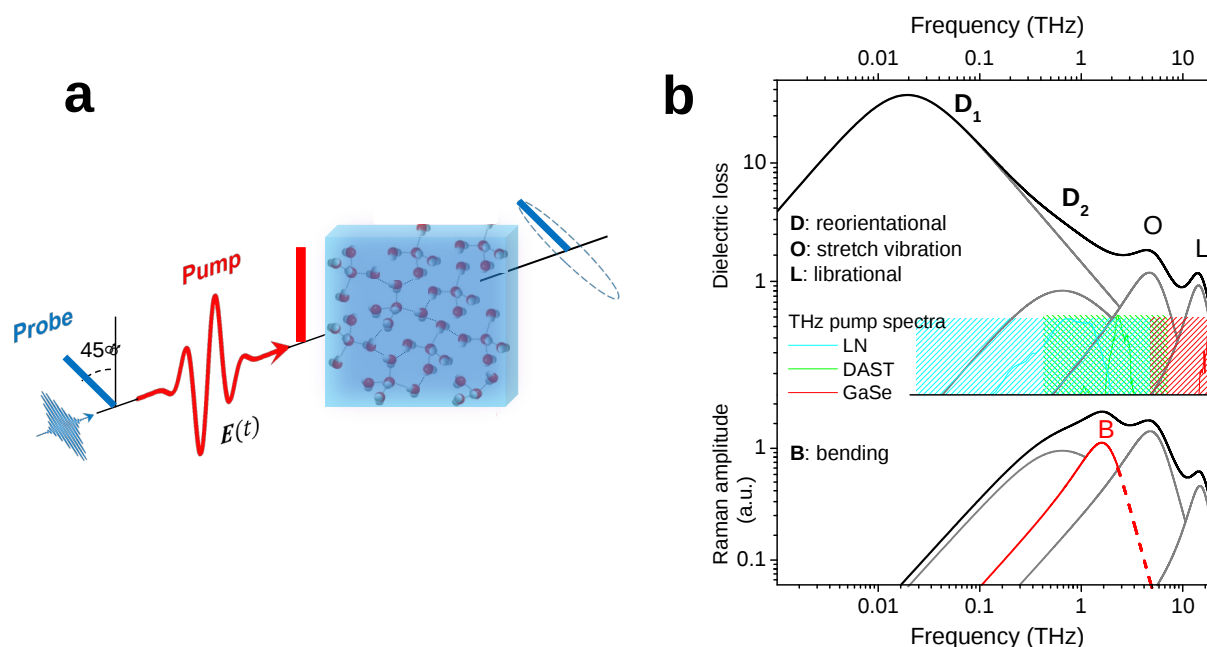 a
Probe
45°
Pump
E(t)
b
Frequency (THz)
0.01 0.1 1 10
Dielectric loss
10
1
D1
D2
O
L
D: reorientational
O: stretch vibration
L: librational
THz pump spectra
LN
DAST
GaSe
Raman amplitude
(a.u.)
1
0.1
B
B: bending
0.01 0.1 1 10
Frequency (THz)